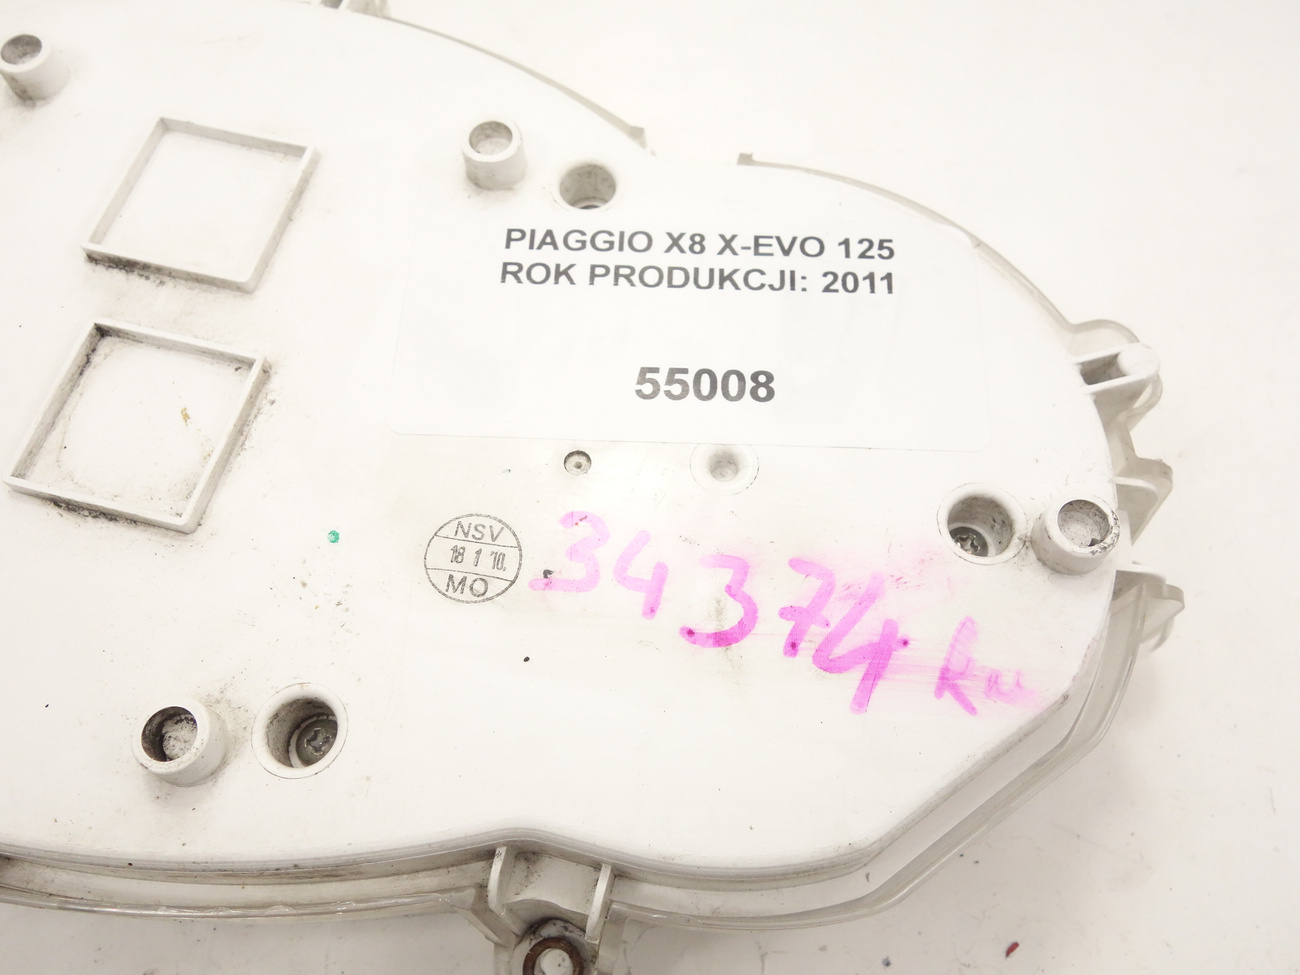 PIAGGIO X8 X-EVO 125
ROK PRODUKCJI: 2011
55008
NSV
18 1 10.
MO
34374 km